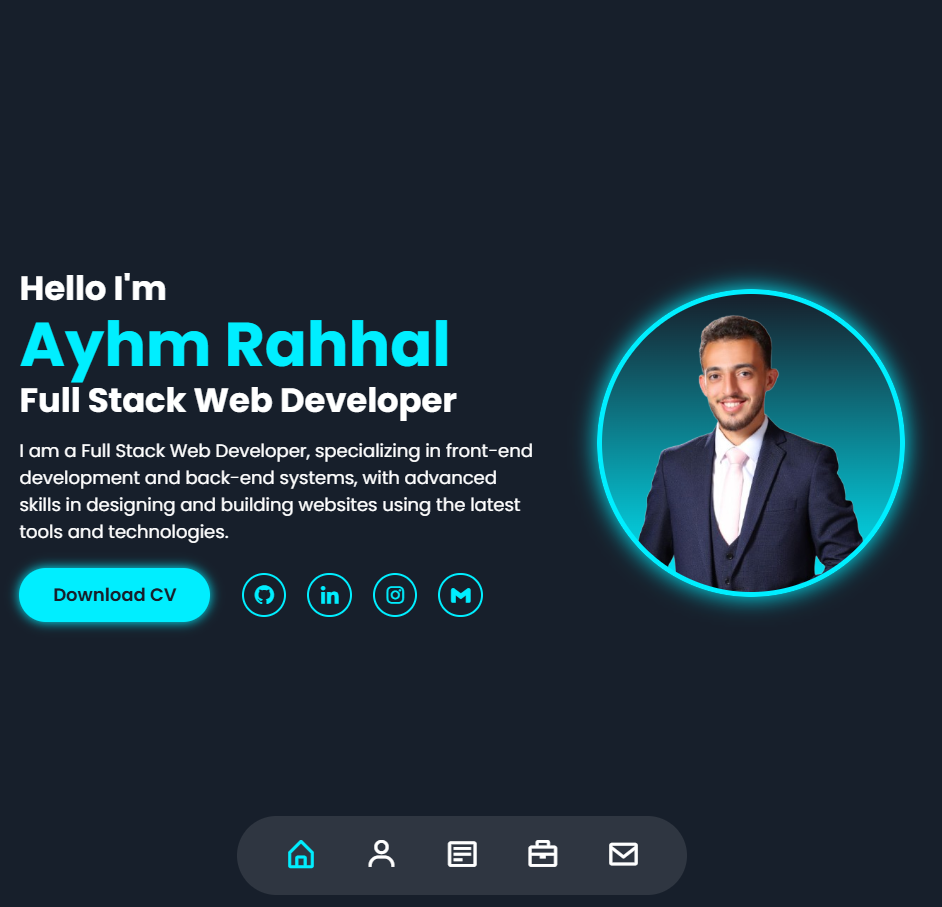 Hello I'm
Ayhm Rahhal
Full Stack Web Developer
I am a Full Stack Web Developer, specializing in front-end
development and back-end systems, with advanced
skills in designing and building websites using the latest
tools and technologies.
Download CV
in